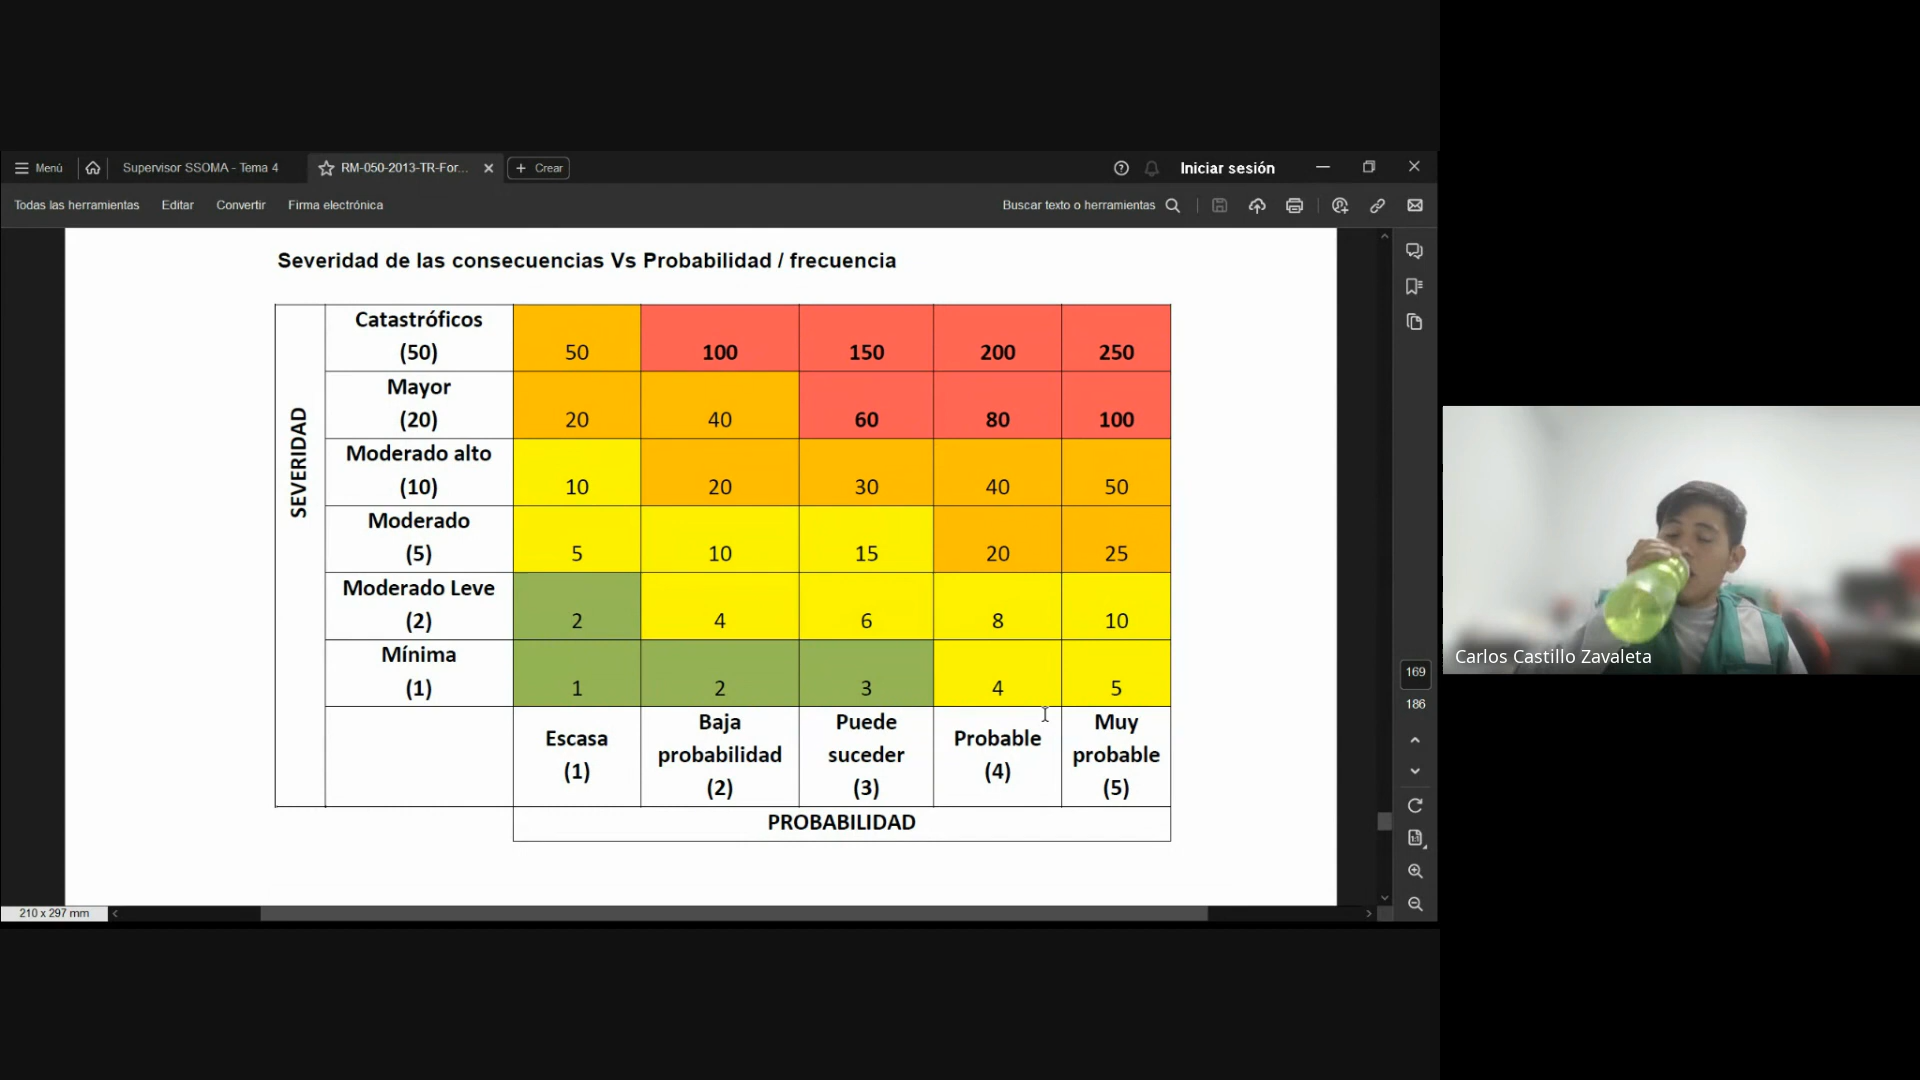 Menú
Supervisor SSOMA - Tema 4
RM-050-2013-TR-For...
Crear
Iniciar sesión
Todas las herramientas
Editar
Convertir
Firma electrónica
Buscar texto o herramientas
Severidad de las consecuencias Vs Probabilidad / frecuencia
SEVERIDAD
Catastróficos
(50)
50
100
150
200
250
Mayor
(20)
20
40
60
80
100
Moderado alto
(10)
10
20
30
40
50
Moderado
(5)
5
10
15
20
25
Moderado Leve
(2)
2
4
6
8
10
Mínima
(1)
1
2
3
4
5
Escasa
(1)
Baja
probabilidad
(2)
Puede
suceder
(3)
Probable
(4)
Muy
probable
(5)
PROBABILIDAD
169
186
210 x 297 mm
Carlos Castillo Zavaleta